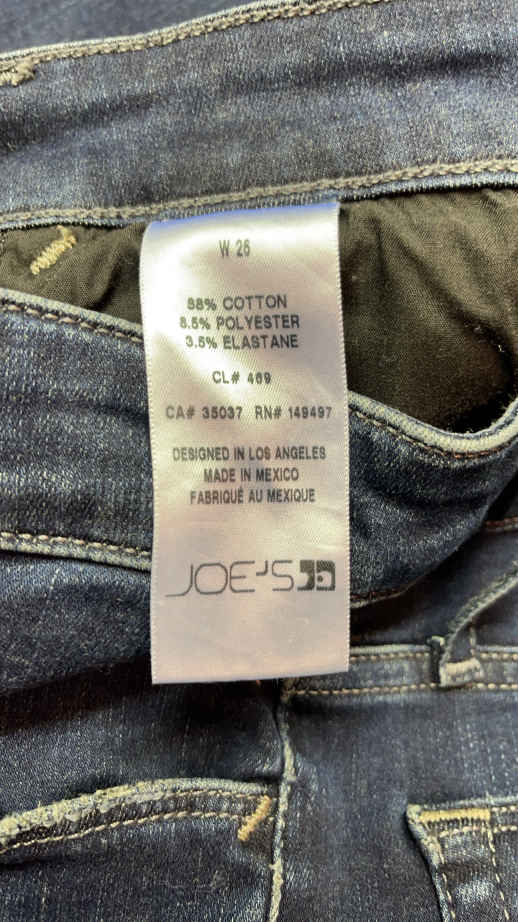 W 26
88% COTTON
8.5% POLYESTER
3.5% ELASTANE
CL# 469
CA# 35037 RN# 149497
DESIGNED IN LOS ANGELES
MADE IN MEXICO
FABRIQUÉ AU MEXIQUE
JOE'S